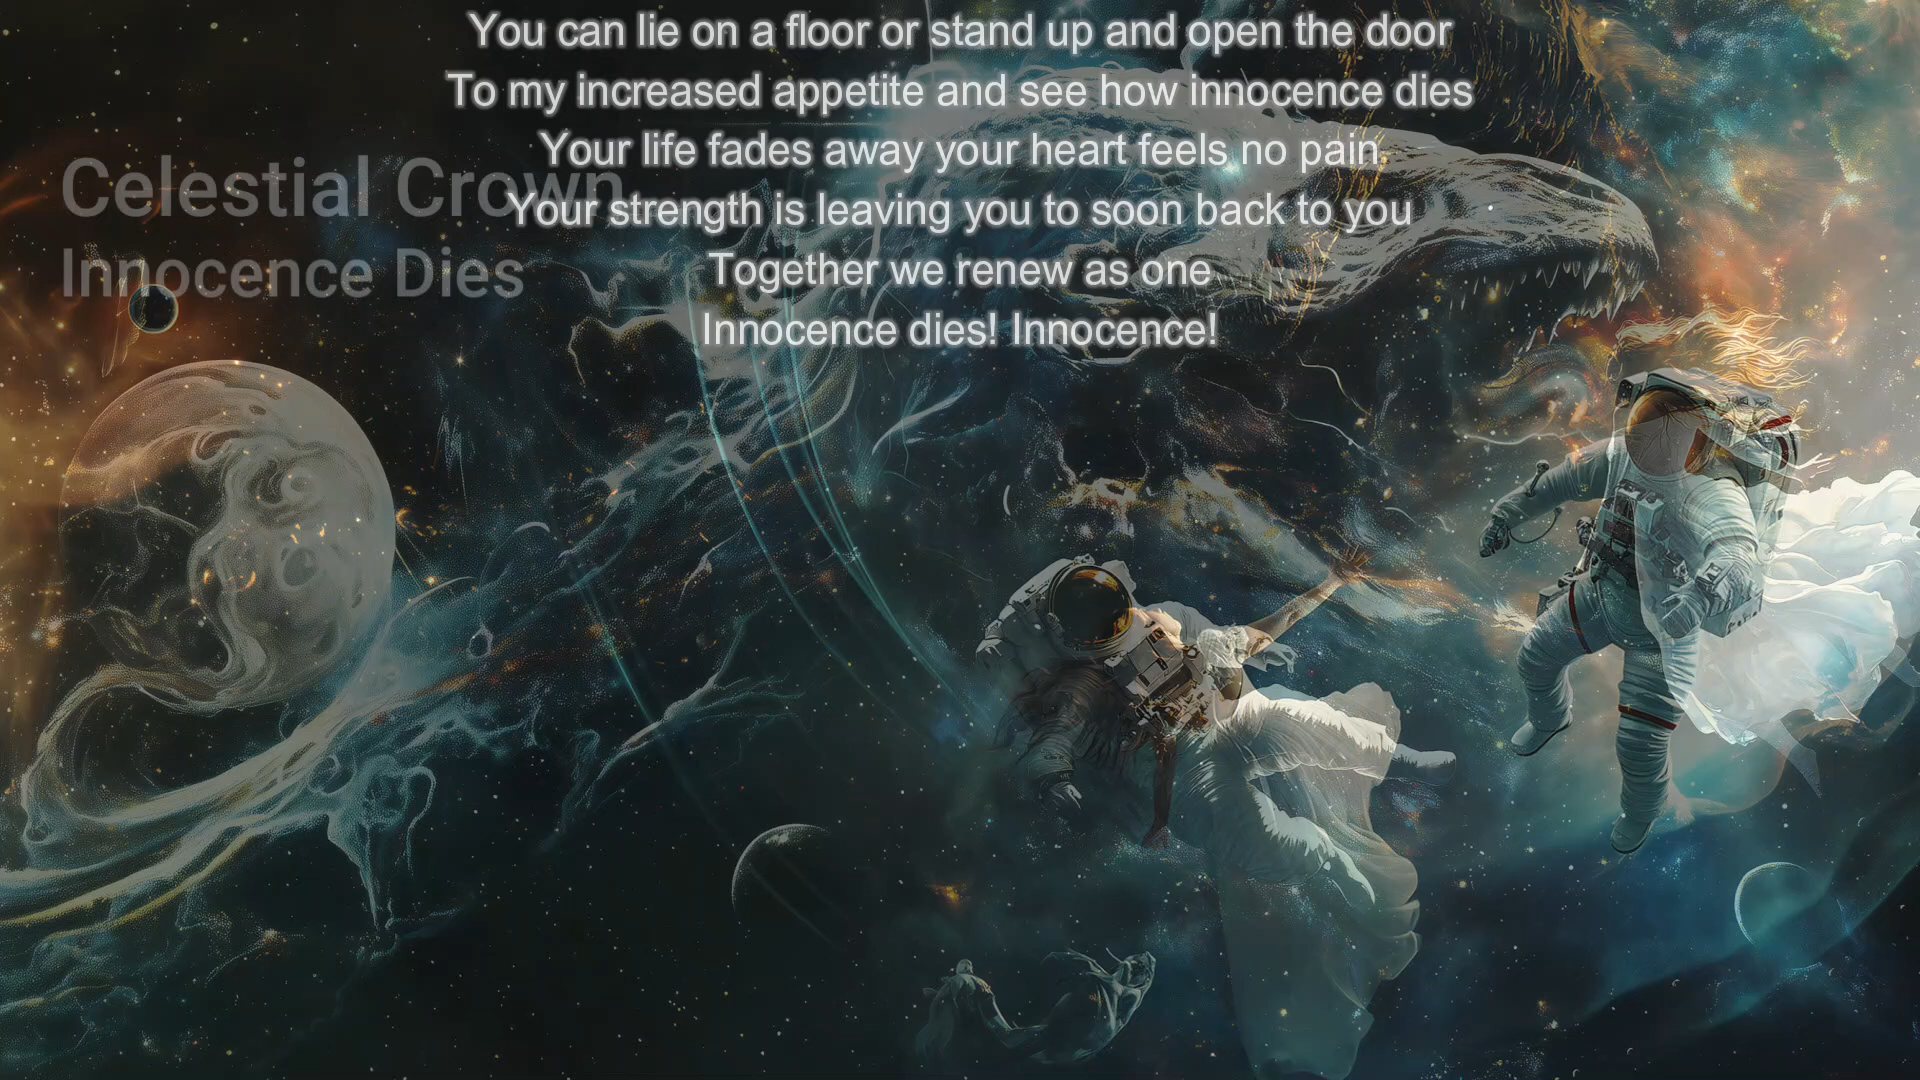 You can lie on a floor or stand up and open the door
To my increased appetite and see how innocence dies
Your life fades away your heart feels no pain
Your strength is leaving you to soon back to you
Together we renew as one
Innocence dies! Innocence!
Celestial Crown
Innocence Dies